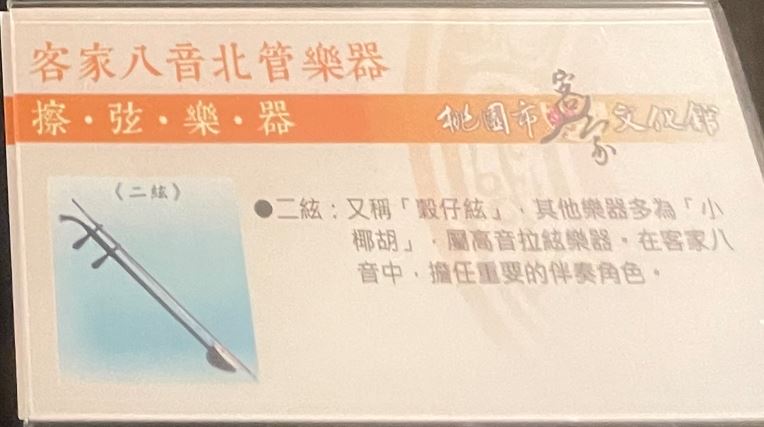 客家八音北管樂器
擦·弦·樂·器
桃園市客家文化館
《二絃》
●二絃：又稱「殼仔絃」，其他樂器多為「小
椰胡」，屬高音拉絃樂器。在客家八
音中，擔任重要的伴奏角色。